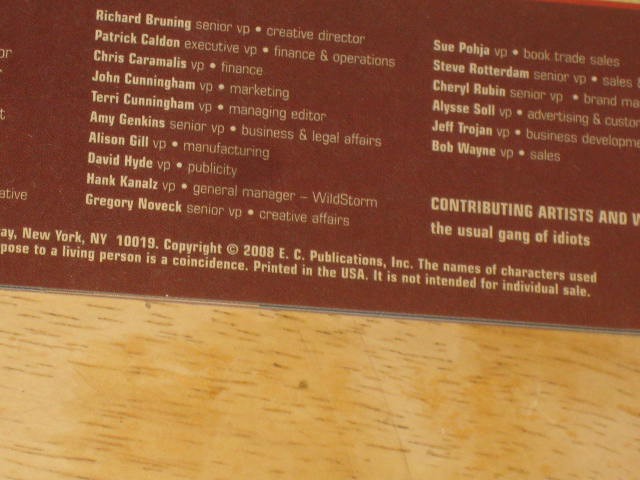 or
t
ative
Richard Bruning senior vp • creative director
Patrick Caldon executive vp • finance & operations
Chris Caramalis vp • finance
John Cunningham vp • marketing
Terri Cunningham vp • managing editor
Amy Genkins senior vp • business & legal affairs
Alison Gill vp • manufacturing
David Hyde vp • publicity
Hank Kanalz vp • general manager – WildStorm
Gregory Noveck senior vp • creative affairs
Sue Pohja vp • book trade sales
Steve Rotterdam senior vp • sales &
Cheryl Rubin senior vp • brand ma
Alysse Soll vp • advertising & custo
Jeff Trojan vp • business developme
Bob Wayne vp • sales
CONTRIBUTING ARTISTS AND W
the usual gang of idiots
ay, New York, NY 10019. Copyright © 2008 E. C. Publications, Inc. The names of characters used
pose to a living person is a coincidence. Printed in the USA. It is not intended for individual sale.